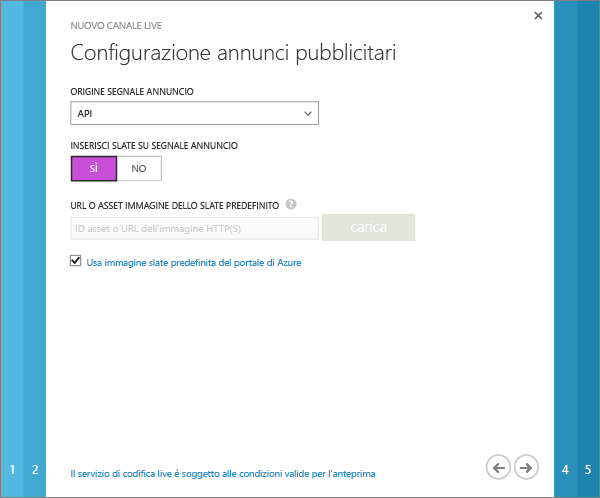 NUOVO CANALE LIVE
Configurazione annunci pubblicitari
ORIGINE SEGNALE ANNUNCIO
API
INSERISCI SLATE SU SEGNALE ANNUNCIO
SÌ NO
URL O ASSET IMMAGINE DELLO SLATE PREDEFINITO ?
ID asset o URL dell'immagine HTTP(S) carica
Usa immagine slate predefinita del portale di Azure
1 2 4 5
Il servizio di codifica live è soggetto alle condizioni valide per l'anteprima